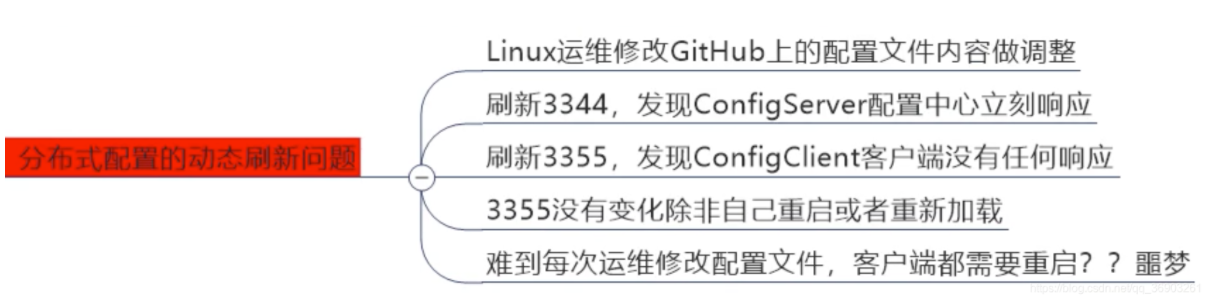 Linux运维修改GitHub上的配置文件内容做调整
刷新3344，发现ConfigServer配置中心立刻响应
分布式配置的动态刷新问题
刷新3355，发现ConfigClient客户端没有任何响应
3355没有变化除非自己重启或者重新加载
难到每次运维修改配置文件，客户端都需要重启？？噩梦